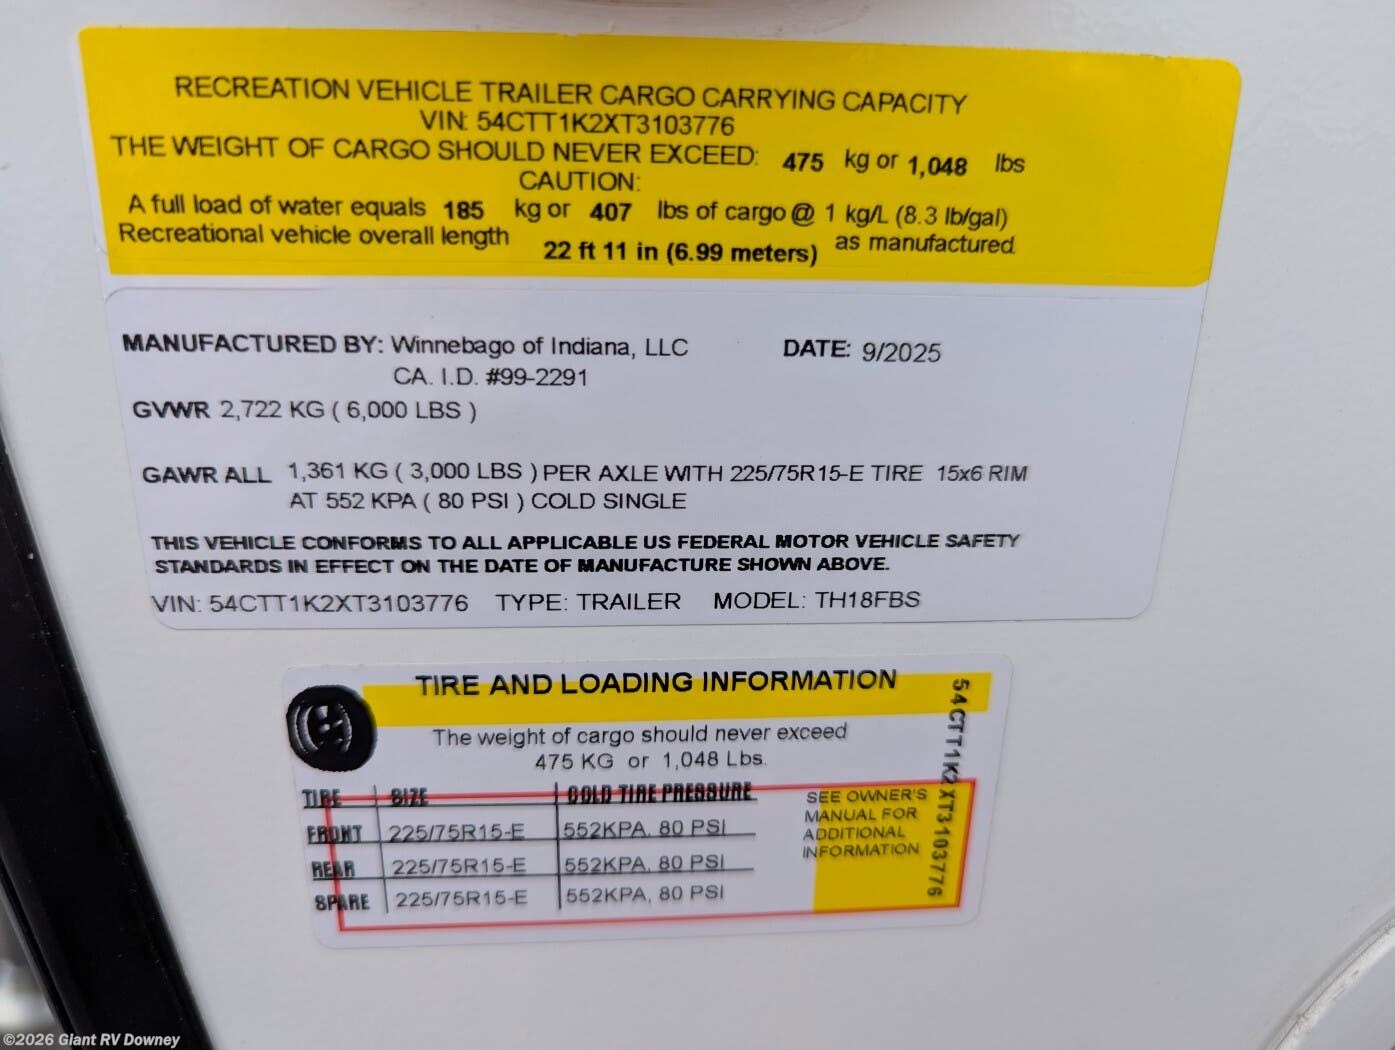 RECREATION VEHICLE TRAILER CARGO CARRYING CAPACITY
VIN: 54CTT1K2XT3103776
THE WEIGHT OF CARGO SHOULD NEVER EXCEED: 475 kg or 1,048 lbs
CAUTION:
A full load of water equals 185 kg or 407 lbs of cargo @ 1 kg/L (8.3 lb/gal)
Recreational vehicle overall length 22 ft 11 in (6.99 meters) as manufactured.
MANUFACTURED BY: Winnebago of Indiana, LLC DATE: 9/2025
CA. I.D. #99-2291
GVWR 2,722 KG ( 6,000 LBS )
GAWR ALL 1,361 KG ( 3,000 LBS ) PER AXLE WITH 225/75R15-E TIRE 15x6 RIM
AT 552 KPA ( 80 PSI ) COLD SINGLE
THIS VEHICLE CONFORMS TO ALL APPLICABLE US FEDERAL MOTOR VEHICLE SAFETY
STANDARDS IN EFFECT ON THE DATE OF MANUFACTURE SHOWN ABOVE.
VIN: 54CTT1K2XT3103776 TYPE: TRAILER MODEL: TH18FBS
TIRE AND LOADING INFORMATION
The weight of cargo should never exceed
475 KG or 1,048 Lbs.
TIRE SIZE COLD TIRE PRESSURE
FRONT 225/75R15-E 552KPA, 80 PSI
REAR 225/75R15-E 552KPA, 80 PSI
SPARE 225/75R15-E 552KPA, 80 PSI
SEE OWNER'S
MANUAL FOR
ADDITIONAL
INFORMATION
54CTT1K2XT3103776
©2026 Giant RV Downey